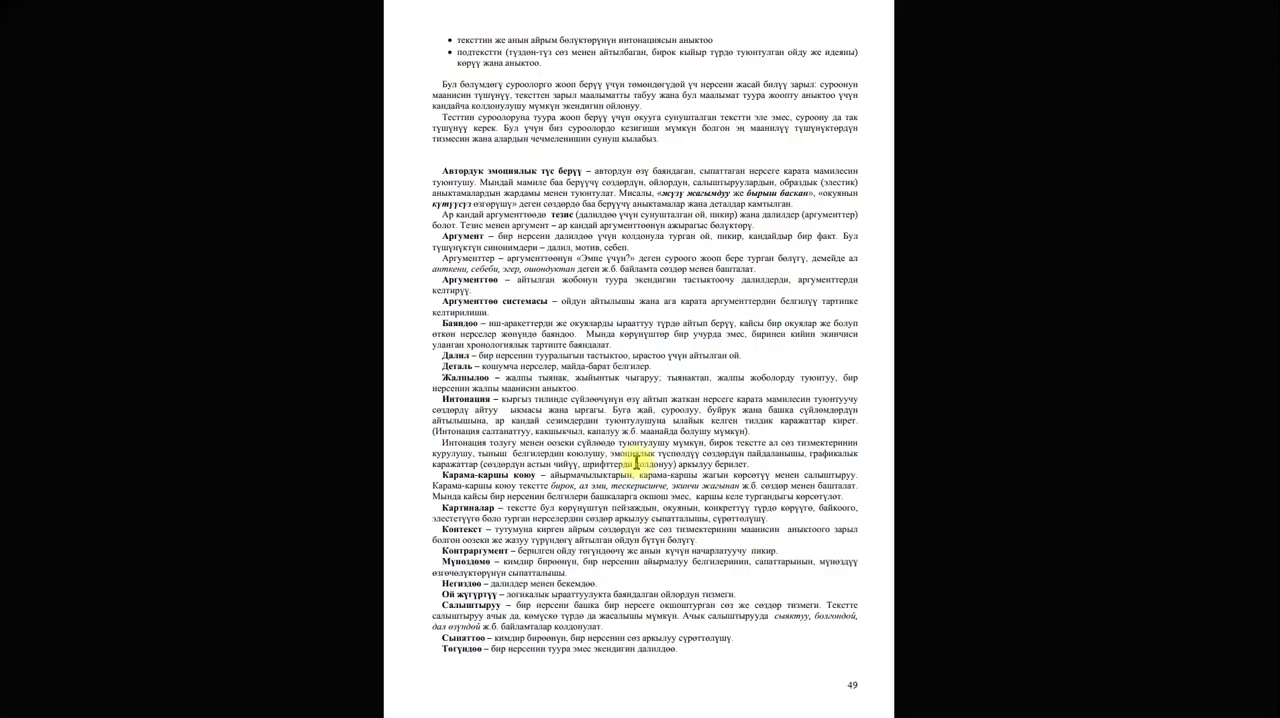 • тексттин же анын айрым бөлүктөрүнүн интонациясын аныктоо
• подтекстти (түздөн-түз сөз менен айтылбаган, бирок кыйыр түрдө туюнтулган ойду же идеяны)
көрүү жана аныктоо.
Бул бөлүмдөгү суроолорго жооп берүү үчүн төмөндөгүдөй үч нерсени жасай билүү зарыл: суроонун
маанисин түшүнүү, тексттен зарыл маалыматты табуу жана бул маалымат туура жоопту аныктоо үчүн
кандайча колдонулушу мүмкүн экендигин ойлонуу.
Тесттин суроолоруна туура жооп берүү үчүн окууга сунушталган текстти эле эмес, суроону да так
түшүнүү керек. Бул үчүн биз суроолордо кезигиши мүмкүн болгон эң маанилүү түшүнүктөрдүн
тизмесин жана алардын чечмеленишин сунуш кылабыз.
Автордук эмоциялык түс берүү – автордун өзү баяндаган, сыпаттаган нерсеге карата мамилесин
туюнтушу. Мындай мамиле баа берүүчү сөздөрдүн, ойлордун, салыштыруулардын, образдык (элестик)
аныктамалардын жардамы менен туюнтулат. Мисалы, «жүзү жагымдуу же бырыш баскан», «окуянын
күтүүсүз өзгөрүшү» деген сөздөрдө баа берүүчү аныктамалар жана деталдар камтылган.
Ар кандай аргументтөөдө тезис (далилдөө үчүн сунушталган ой, пикир) жана далилдер (аргументтер)
болот. Тезис менен аргумент – ар кандай аргументтөөнүн ажырагыс бөлүктөрү.
Аргумент – бир нерсени далилдөө үчүн колдонула турган ой, пикир, кандайдыр бир факт. Бул
түшүнүктүн синонимдери – далил, мотив, себеп.
Аргументтер – аргументтөөнүн «Эмне үчүн?» деген суроого жооп бере турган бөлүгү, демейде ал
анткени, себеби, эгер, ошондуктан деген ж.б. байламта сөздөр менен башталат.
Аргументтөө – айтылган жобонун туура экендигин тастыктоочу далилдерди, аргументтерди
келтирүү.
Аргументтөө системасы – ойдун айтылышы жана ага карата аргументтердин белгилүү тартипке
келтирилиши.
Баяндоо – иш-аракеттерди же окуяларды ырааттуу түрдө айтып берүү, кайсы бир окуялар же болуп
өткөн нерселер жөнүндө баяндоо. Мында көрүнүштөр бир учурда эмес, биринен кийин экинчиси
уланган хронологиялык тартипте баяндалат.
Далил – бир нерсенин тууралыгын тастыктоо, ырастоо үчүн айтылган ой.
Деталь – кошумча нерселер, майда-барат белгилер.
Жалпылоо – жалпы тыянак, жыйынтык чыгаруу; тыянактап, жалпы жоболорду туюнтуу, бир
нерсенин жалпы маанисин аныктоо.
Интонация – кыргыз тилинде сүйлөөчүнүн өзү айтып жаткан нерсеге карата мамилесин туюнтуучу
сөздөрдү айтуу ыкмасы жана ыргагы. Буга жай, суроолуу, буйрук жана башка сүйлөмдөрдүн
айтылышына, ар кандай сезимдердин туюнтулушуна ылайык келген тилдик каражаттар кирет.
(Интонация салтанаттуу, какшыкчыл, капалуу ж.б. маанайда болушу мүмкүн).
Интонация толугу менен оозеки сүйлөөдө туюнтулушу мүмкүн, бирок текстте ал сөз тизмектеринин
курулушу, тыныш белгилердин коюлушу, эмоциялык түспөлдүү сөздөрдүн пайдаланышы, графикалык
каражаттар (сөздөрдүн астын чийүү, шрифттерди колдонуу) аркылуу берилет.
Карама-каршы коюу – айырмачылыктарын, карама-каршы жагын көрсөтүү менен салыштыруу.
Карама-каршы коюу текстте бирок, ал эми, тескерисинче, экинчи жагынан ж.б. сөздөр менен башталат.
Мында кайсы бир нерсенин белгилери башкаларга окшош эмес, каршы келе тургандыгы көрсөтүлөт.
Картиналар – текстте бул көрүнүштүн пейзаждын, окуянын, конкреттүү түрдө көрүүгө, байкоого,
элестетүүгө боло турган нерселердин сөздөр аркылуу сыпатталышы, сүрөттөлүшү.
Контекст – тутумуна кирген айрым сөздөрдүн же сөз тизмектеринин маанисин аныктоого зарыл
болгон оозеки же жазуу түрүндөгү айтылган ойдун бүтүн бөлүгү.
Контраргумент – берилген ойду төгүндөөчү же анын күчүн начарлатуучу пикир.
Мүнөздөмө – кимдир бирөөнүн, бир нерсенин айырмалуу белгилеринин, сапаттарынын, мүнөздүү
өзгөчөлүктөрүнүн сыпатталышы.
Негиздөө – далилдер менен бекемдөө.
Ой жүгүртүү – логикалык ырааттуулукта баяндалган ойлордун тизмеги.
Салыштыруу – бир нерсени башка бир нерсеге окшоштурган сөз же сөздөр тизмеги. Текстте
салыштыруу ачык да, көмүскө түрдө да жасалышы мүмкүн. Ачык салыштырууда сыяктуу, болгондой,
дал өзүндөй ж.б. байламталар колдонулат.
Сыпаттоо – кимдир бирөөнүн, бир нерсенин сөз аркылуу сүрөттөлүшү.
Төгүндөө – бир нерсенин туура эмес экендигин далилдөө.
49